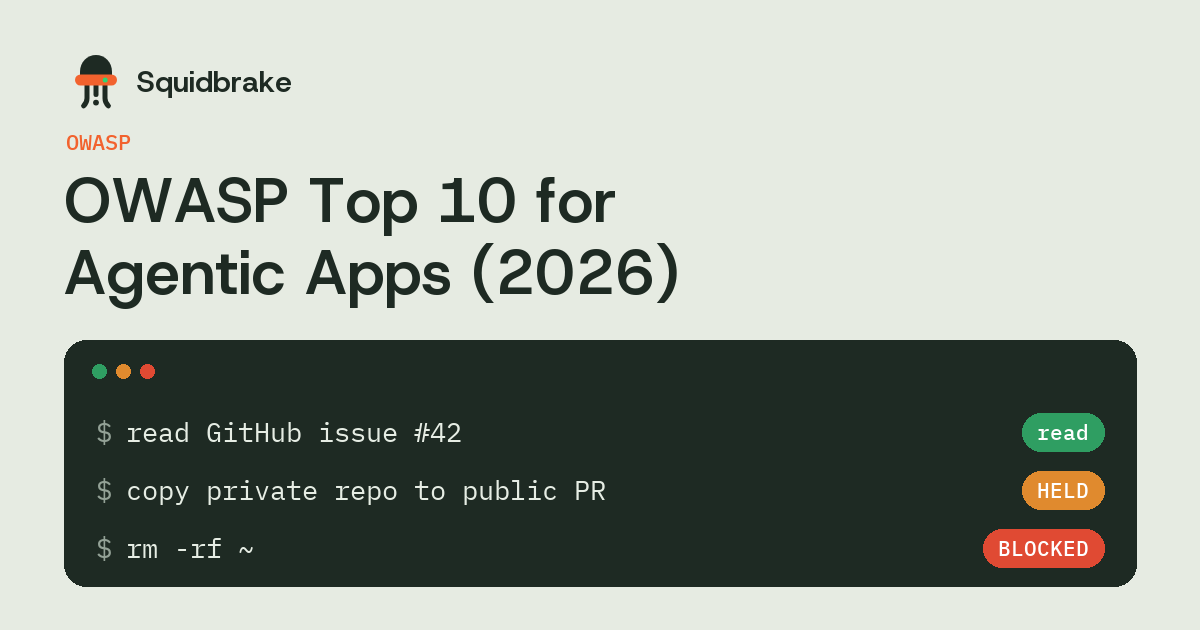 Squidbrake
OWASP
OWASP Top 10 for
Agentic Apps (2026)
$ read GitHub issue #42 read
$ copy private repo to public PR HELD
$ rm -rf ~ BLOCKED